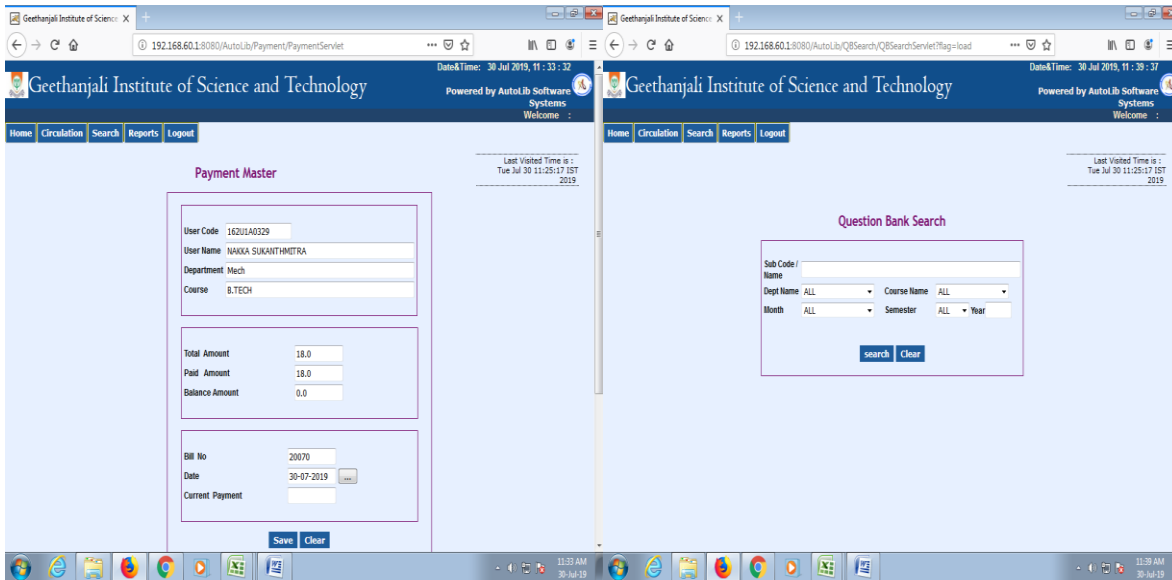 Geethanjali Institute of Science
192.168.60.1:8080/AutoLib/Payment/PaymentServlet
Date&Time: 30 Jul 2019, 11 : 33 : 32
Geethanjali Institute of Science and Technology
Powered by AutoLib Software
Systems
Welcome :
Home Circulation Search Reports Logout
Last Visited Time is :
Tue Jul 30 11:25:17 IST
2019
Payment Master
User Code 162U1A0329
User Name NAKKA SUKANTHMITRA
Department Mech
Course B.TECH
Total Amount 18.0
Paid Amount 18.0
Balance Amount 0.0
Bill No 20070
Date 30-07-2019 ...
Current Payment
Save Clear
11:33 AM
30-Jul-19
Geethanjali Institute of Science
192.168.60.1:8080/AutoLib/QBSearch/QBSearchServlet?flag=load
Date&Time: 30 Jul 2019, 11 : 39 : 37
Geethanjali Institute of Science and Technology
Powered by AutoLib Software
Systems
Welcome :
Home Circulation Search Reports Logout
Last Visited Time is :
Tue Jul 30 11:25:17 IST
2019
Question Bank Search
Sub Code /
Name
Dept Name ALL Course Name ALL
Month ALL Semester ALL Year
search Clear
11:39 AM
30-Jul-19